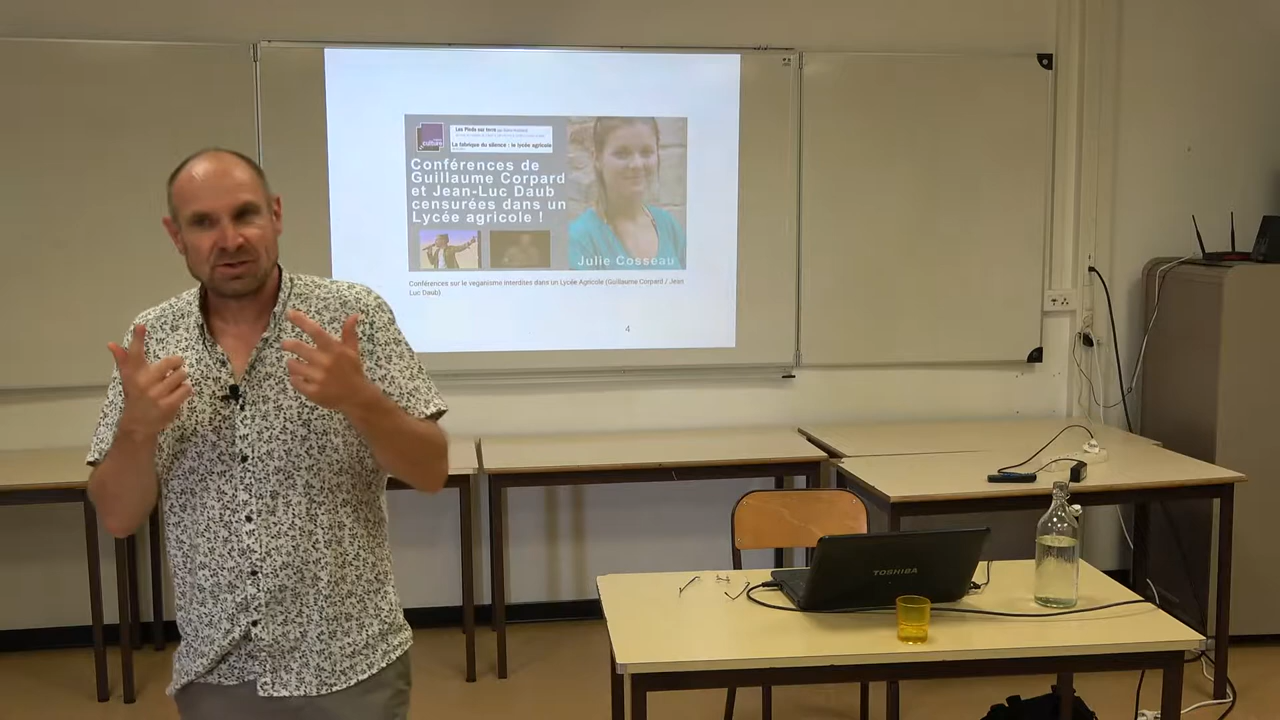 Les Pieds sur terre
culture
La fabrique du silence : le lycée agricole
Conférences de
Guillaume Corpard
et Jean-Luc Daub
censurées dans un
Lycée agricole !
Julie Cosseau
Conférences sur le veganisme interdites dans un Lycée Agricole (Guillaume Corpard / Jean
Luc Daub)
4
TOSHIBA